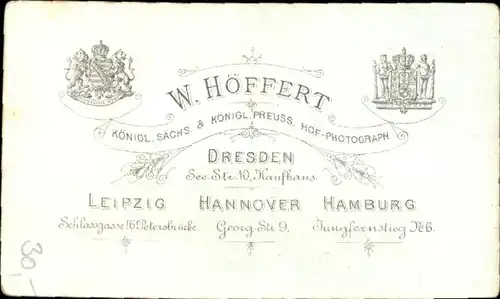 W. HÖFFERT
KÖNIGL. SÄCHS. & KÖNIGL. PREUSS. HOF-PHOTOGRAPH
DRESDEN
See-Str. 10, Kaufhaus.
LEIPZIG HANNOVER HAMBURG
Schlossgasse 16. Petersbrücke. Georg-Str. 9. Jungfernstieg No. 6.
30,-